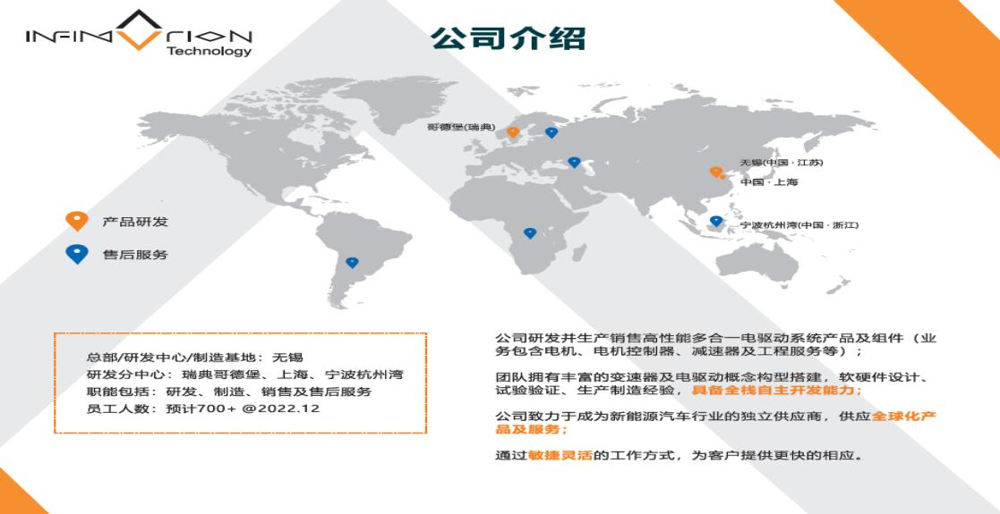 INFIMOTION
Technology
公司介绍
哥德堡(瑞典)
无锡(中国·江苏)
中国·上海
宁波杭州湾(中国·浙江)
产品研发
售后服务
总部/研发中心/制造基地：无锡
研发分中心：瑞典哥德堡、上海、宁波杭州湾
职能包括：研发、制造、销售及售后服务
员工人数：预计700+ @2022.12
公司研发并生产销售高性能多合一电驱动系统产品及组件（业
务包含电机、电机控制器、减速器及工程服务等）；
团队拥有丰富的变速器及电驱动概念构型搭建，软硬件设计、
试验验证、生产制造经验，具备全栈自主开发能力；
公司致力于成为新能源汽车行业的独立供应商，供应全球化产
品及服务；
通过敏捷灵活的工作方式，为客户提供更快的相应。